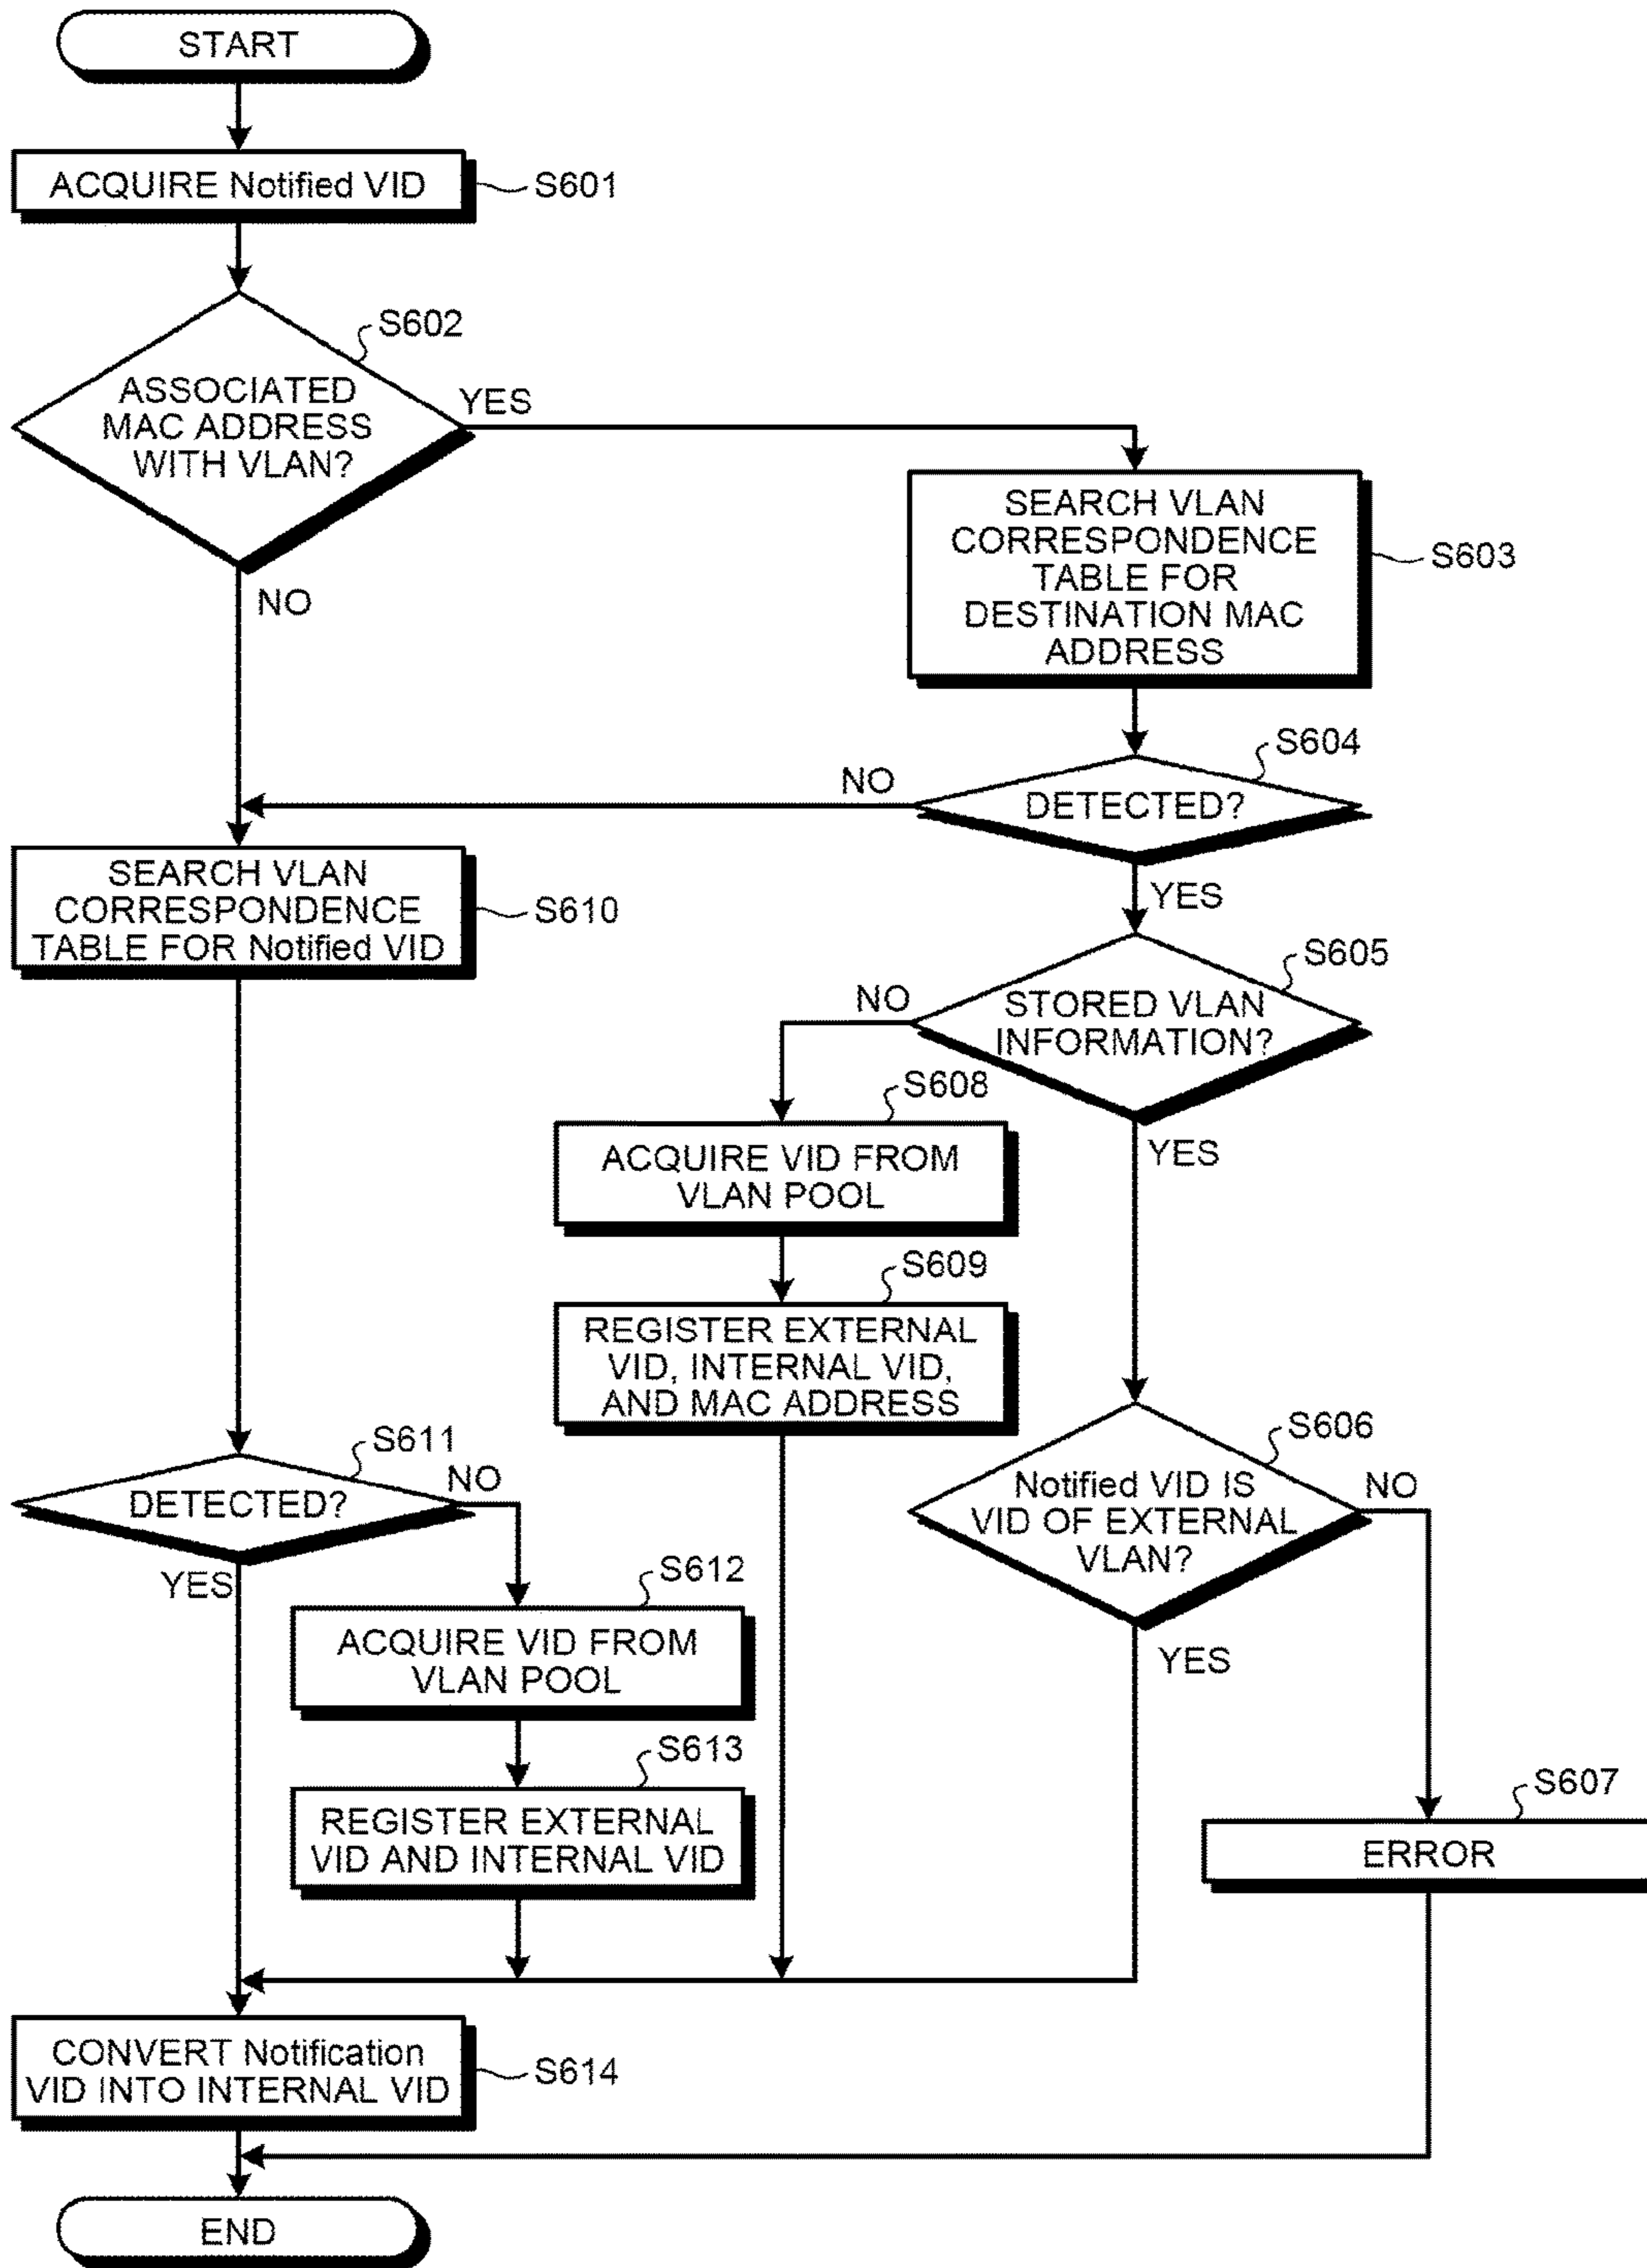 START
ACQUIRE Notified VID
S601
S602
ASSOCIATED
MAC ADDRESS
WITH VLAN?
YES
NO
SEARCH VLAN
CORRESPONDENCE
TABLE FOR
DESTINATION MAC
ADDRESS
S603
S604
DETECTED?
NO
YES
SEARCH VLAN
CORRESPONDENCE
TABLE FOR Notified VID
S610
S605
STORED VLAN
INFORMATION?
NO
YES
S608
ACQUIRE VID FROM
VLAN POOL
S609
REGISTER EXTERNAL
VID, INTERNAL VID,
AND MAC ADDRESS
S606
Notified VID IS
VID OF EXTERNAL
VLAN?
NO
YES
S611
DETECTED?
NO
YES
S612
ACQUIRE VID FROM
VLAN POOL
S613
REGISTER EXTERNAL
VID AND INTERNAL VID
S607
ERROR
CONVERT Notification
VID INTO INTERNAL VID
S614
END